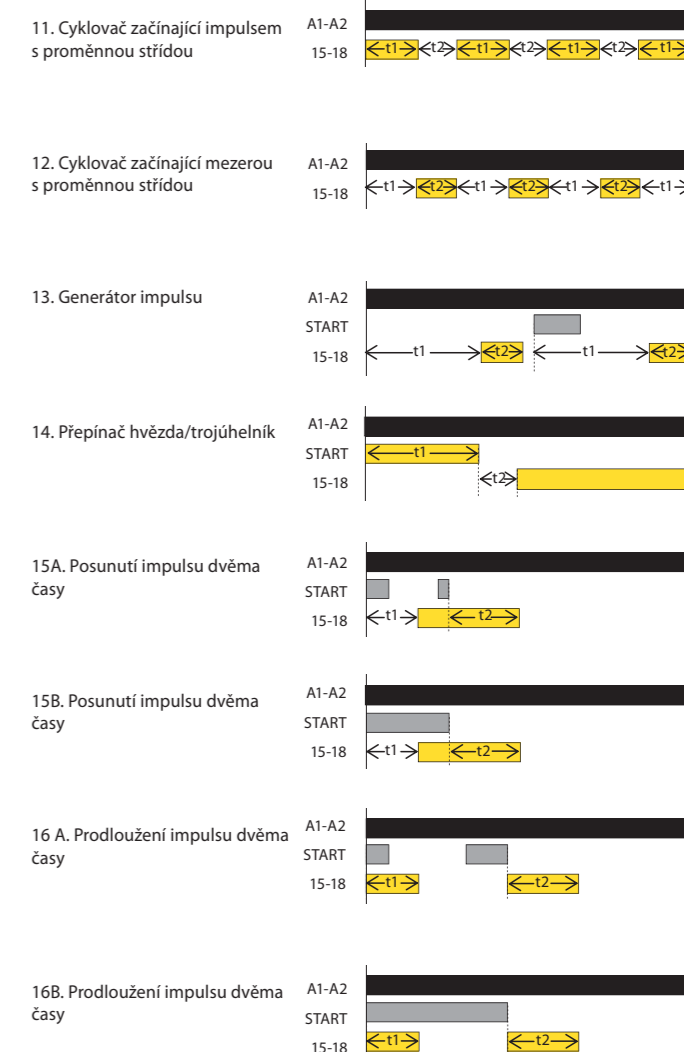 11. Cyklovač začínající impulsem
s proměnnou střídou
A1-A2
15-18
t1 t2 t1 t2 t1 t2 t1
12. Cyklovač začínající mezerou
s proměnnou střídou
A1-A2
15-18
t1 t2 t1 t2 t1 t2 t1
13. Generátor impulsu
A1-A2
START
15-18
t1 t2 t1 t2
14. Přepínač hvězda/trojúhelník
A1-A2
START
t1
15-18
t2
15A. Posunutí impulsu dvěma
časy
A1-A2
START
15-18
t1 t2
15B. Posunutí impulsu dvěma
časy
A1-A2
START
15-18
t1 t2
16 A. Prodloužení impulsu dvěma
časy
A1-A2
START
15-18
t1 t2
16B. Prodloužení impulsu dvěma
časy
A1-A2
START
15-18
t1 t2